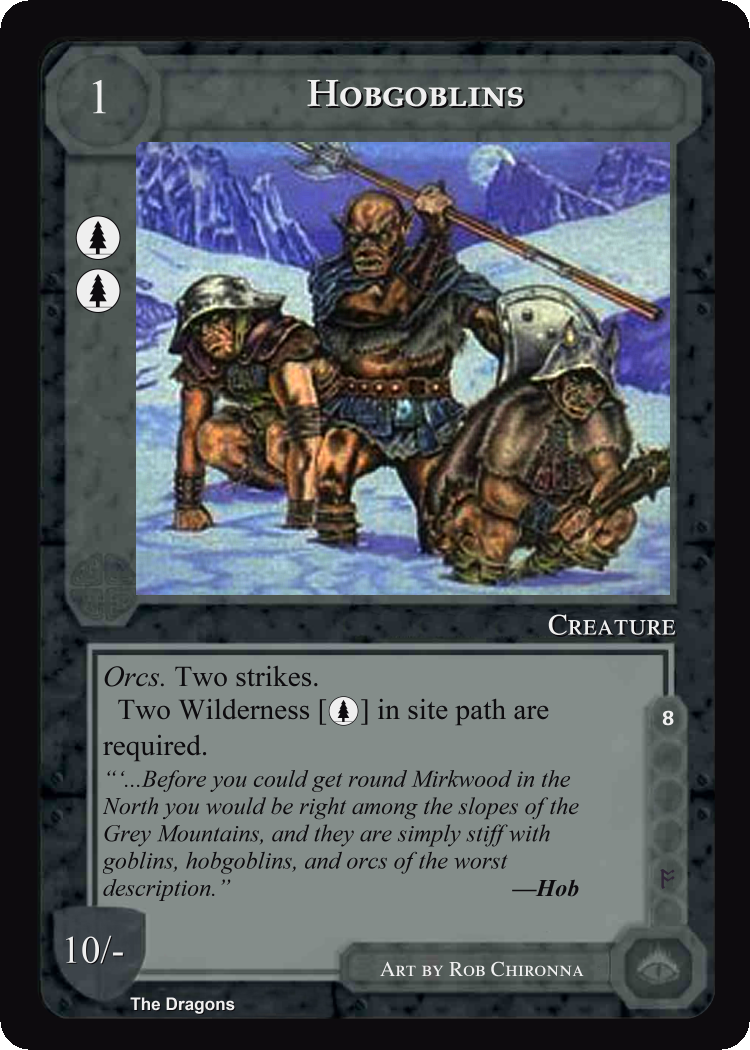 1
HOBGOBLINS
CREATURE
Orcs. Two strikes.
Two Wilderness [] in site path are
required.
8
“‘...Before you could get round Mirkwood in the
North you would be right among the slopes of the
Grey Mountains, and they are simply stiff with
goblins, hobgoblins, and orcs of the worst
description.” —Hob
10/-
ART BY ROB CHIRONNA
The Dragons